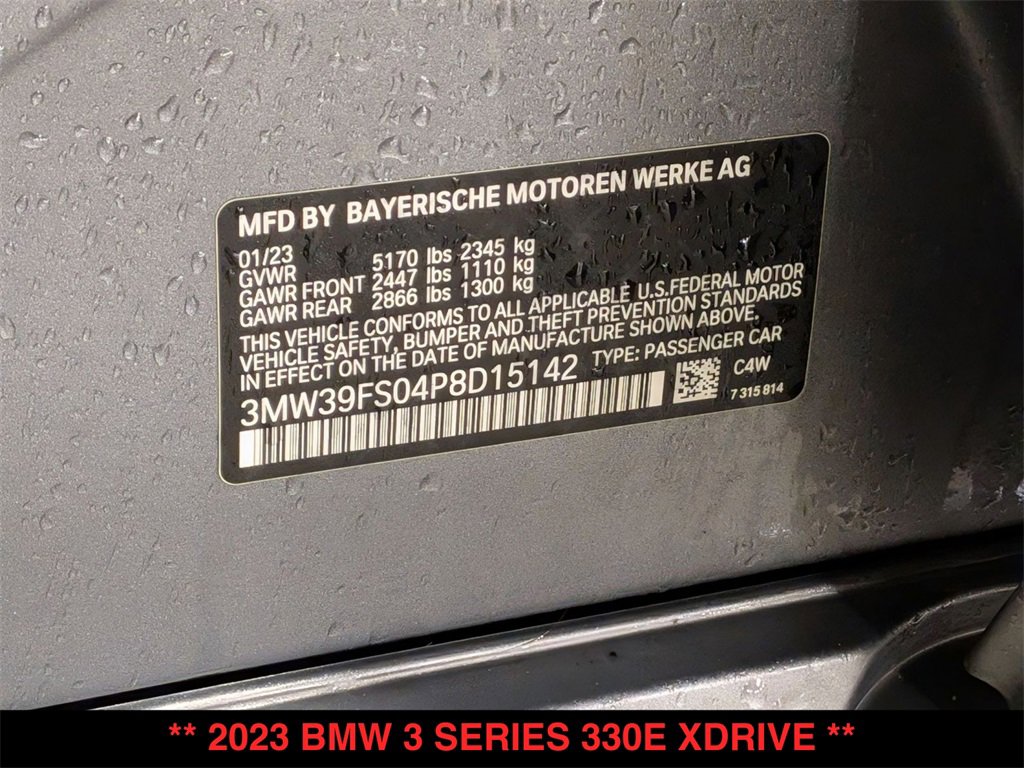 MFD BY BAYERISCHE MOTOREN WERKE AG
01/23
GVWR 5170 lbs 2345 kg
GAWR FRONT 2447 lbs 1110 kg
GAWR REAR 2866 lbs 1300 kg
THIS VEHICLE CONFORMS TO ALL APPLICABLE U.S.FEDERAL MOTOR
VEHICLE SAFETY, BUMPER AND THEFT PREVENTION STANDARDS
IN EFFECT ON THE DATE OF MANUFACTURE SHOWN ABOVE.
3MW39FS04P8D15142 TYPE: PASSENGER CAR
C4W
7 315 814
** 2023 BMW 3 SERIES 330E XDRIVE **